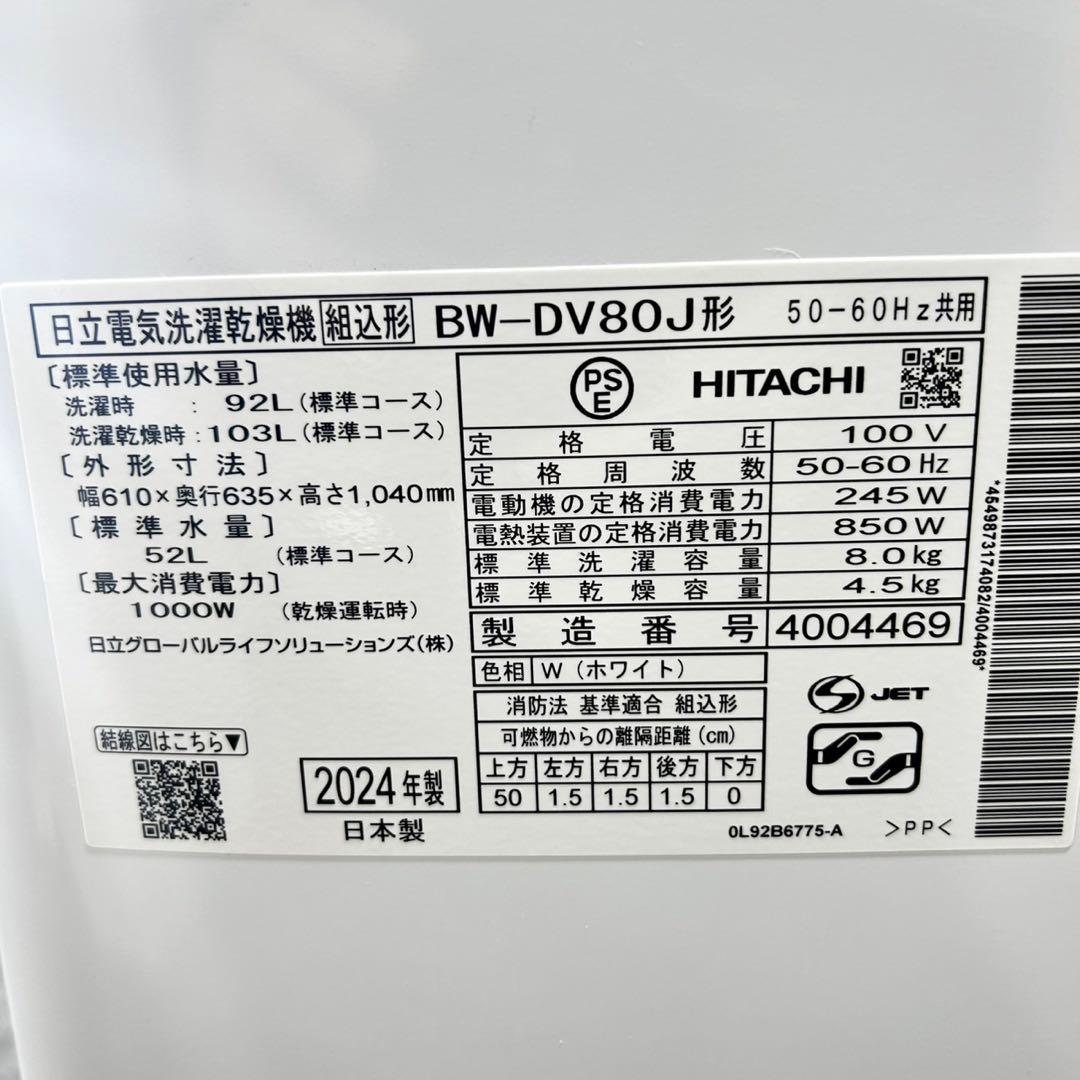 日立電気洗濯乾燥機 組込形 BW-DV80J形 50-60Hz共用
〔標準使用水量〕
洗濯時 : 92L(標準コース)
洗濯乾燥時:103L(標準コース)
〔外形寸法〕
幅610×奥行635×高さ1,040mm
〔標準水量〕
52L (標準コース)
〔最大消費電力〕
1000W (乾燥運転時)
日立グローバルライフソリューションズ(株)
結線図はこちら▼
2024年製
日本製
PSE HITACHI
定格電圧 100V
定格周波数 50-60Hz
電動機の定格消費電力 245W
電熱装置の定格消費電力 850W
標準洗濯容量 8.0kg
標準乾燥容量 4.5kg
製造番号 4004469
色相 W(ホワイト)
消防法 基準適合 組込形
可燃物からの離隔距離(cm)
上方 左方 右方 後方 下方
50 1.5 1.5 1.5 0
S JET
G
0L92B6775-A >PP<
*4549873174082/4004469*